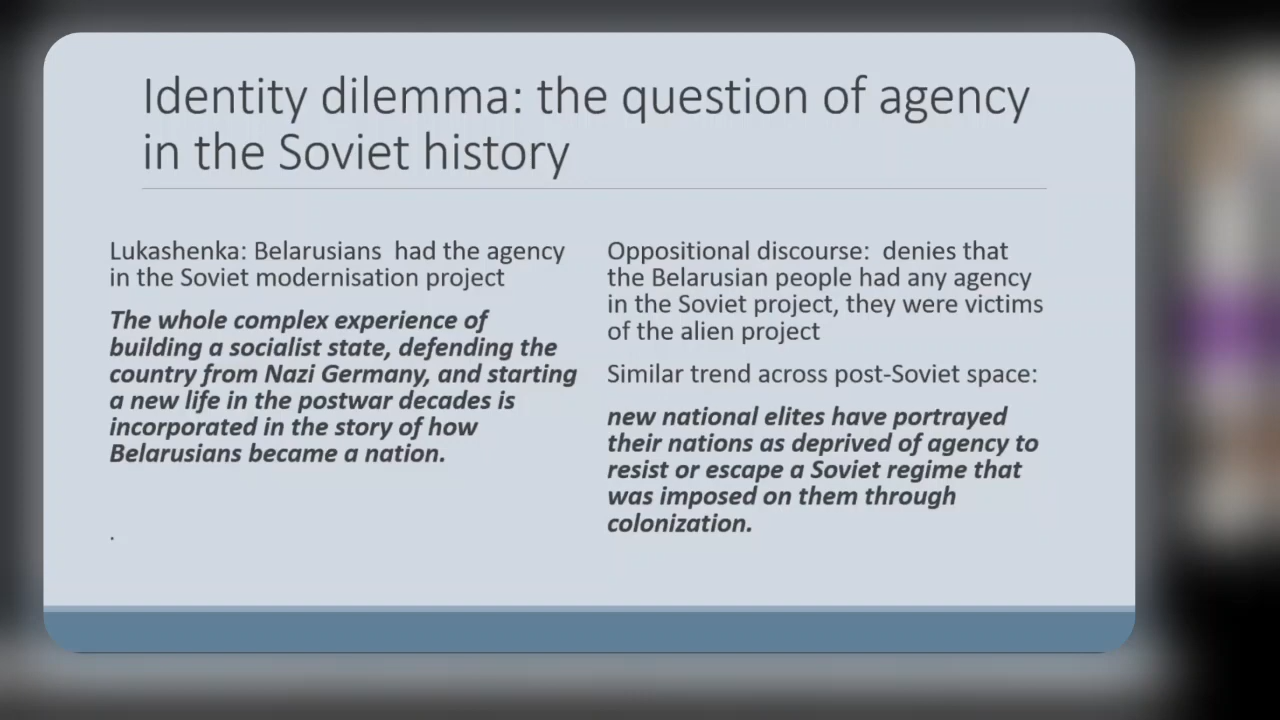 Identity dilemma: the question of agency
in the Soviet history
Lukashenka: Belarusians had the agency
in the Soviet modernisation project
The whole complex experience of
building a socialist state, defending the
country from Nazi Germany, and starting
a new life in the postwar decades is
incorporated in the story of how
Belarusians became a nation.
.
Oppositional discourse: denies that
the Belarusian people had any agency
in the Soviet project, they were victims
of the alien project
Similar trend across post-Soviet space:
new national elites have portrayed
their nations as deprived of agency to
resist or escape a Soviet regime that
was imposed on them through
colonization.